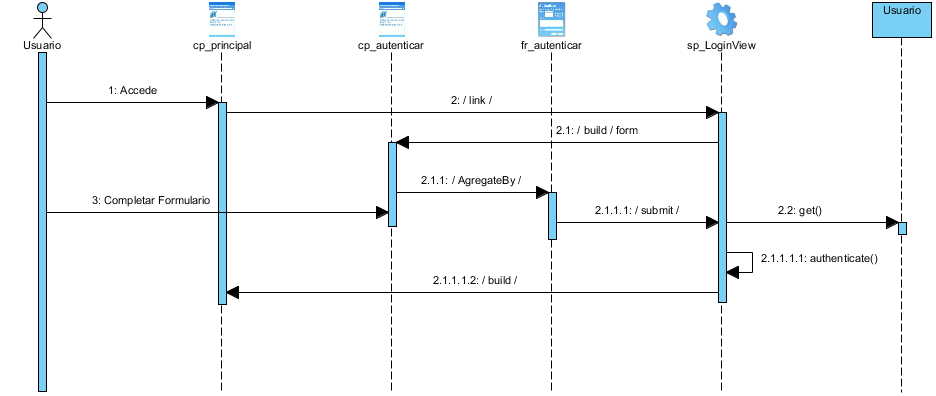 Usuario
cp_principal
cp_autenticar
fr_autenticar
sp_LoginView
Usuario
1: Accede
2: / link /
2.1: / build / form
2.1.1: / AgregateBy /
3: Completar Formulario
2.1.1.1: / submit /
2.2: get()
2.1.1.1.1: authenticate()
2.1.1.1.2: / build /